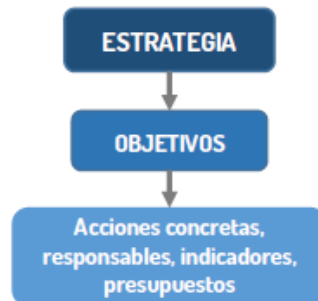 ESTRATEGIA
OBJETIVOS
Acciones concretas,
responsables, indicadores,
presupuestos